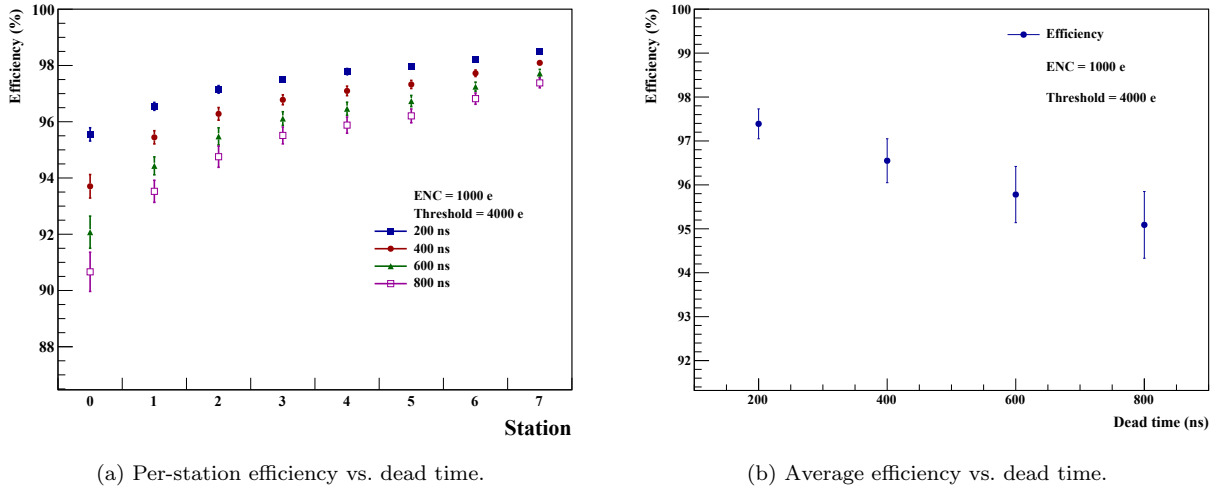 Efficiency (%)
100
98
96
94
92
90
88
0 1 2 3 4 5 6 7
Station
ENC = 1000 e
Threshold = 4000 e
200 ns
400 ns
600 ns
800 ns
(a) Per-station efficiency vs. dead time.
Efficiency (%)
100
99
98
97
96
95
94
93
92
200 400 600 800
Dead time (ns)
Efficiency
ENC = 1000 e
Threshold = 4000 e
(b) Average efficiency vs. dead time.